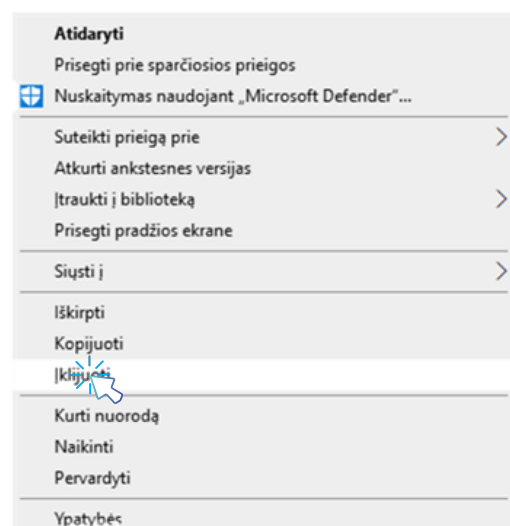 Atidaryti
Prisegti prie sparčiosios prieigos
Nuskaitymas naudojant „Microsoft Defender“...
Suteikti prieigą prie
Atkurti ankstesnes versijas
Įtraukti į biblioteką
Prisegti pradžios ekrane
Siųsti į
Iškirpti
Kopijuoti
Įklijuoti
Kurti nuorodą
Naikinti
Pervardyti
Ypatybės